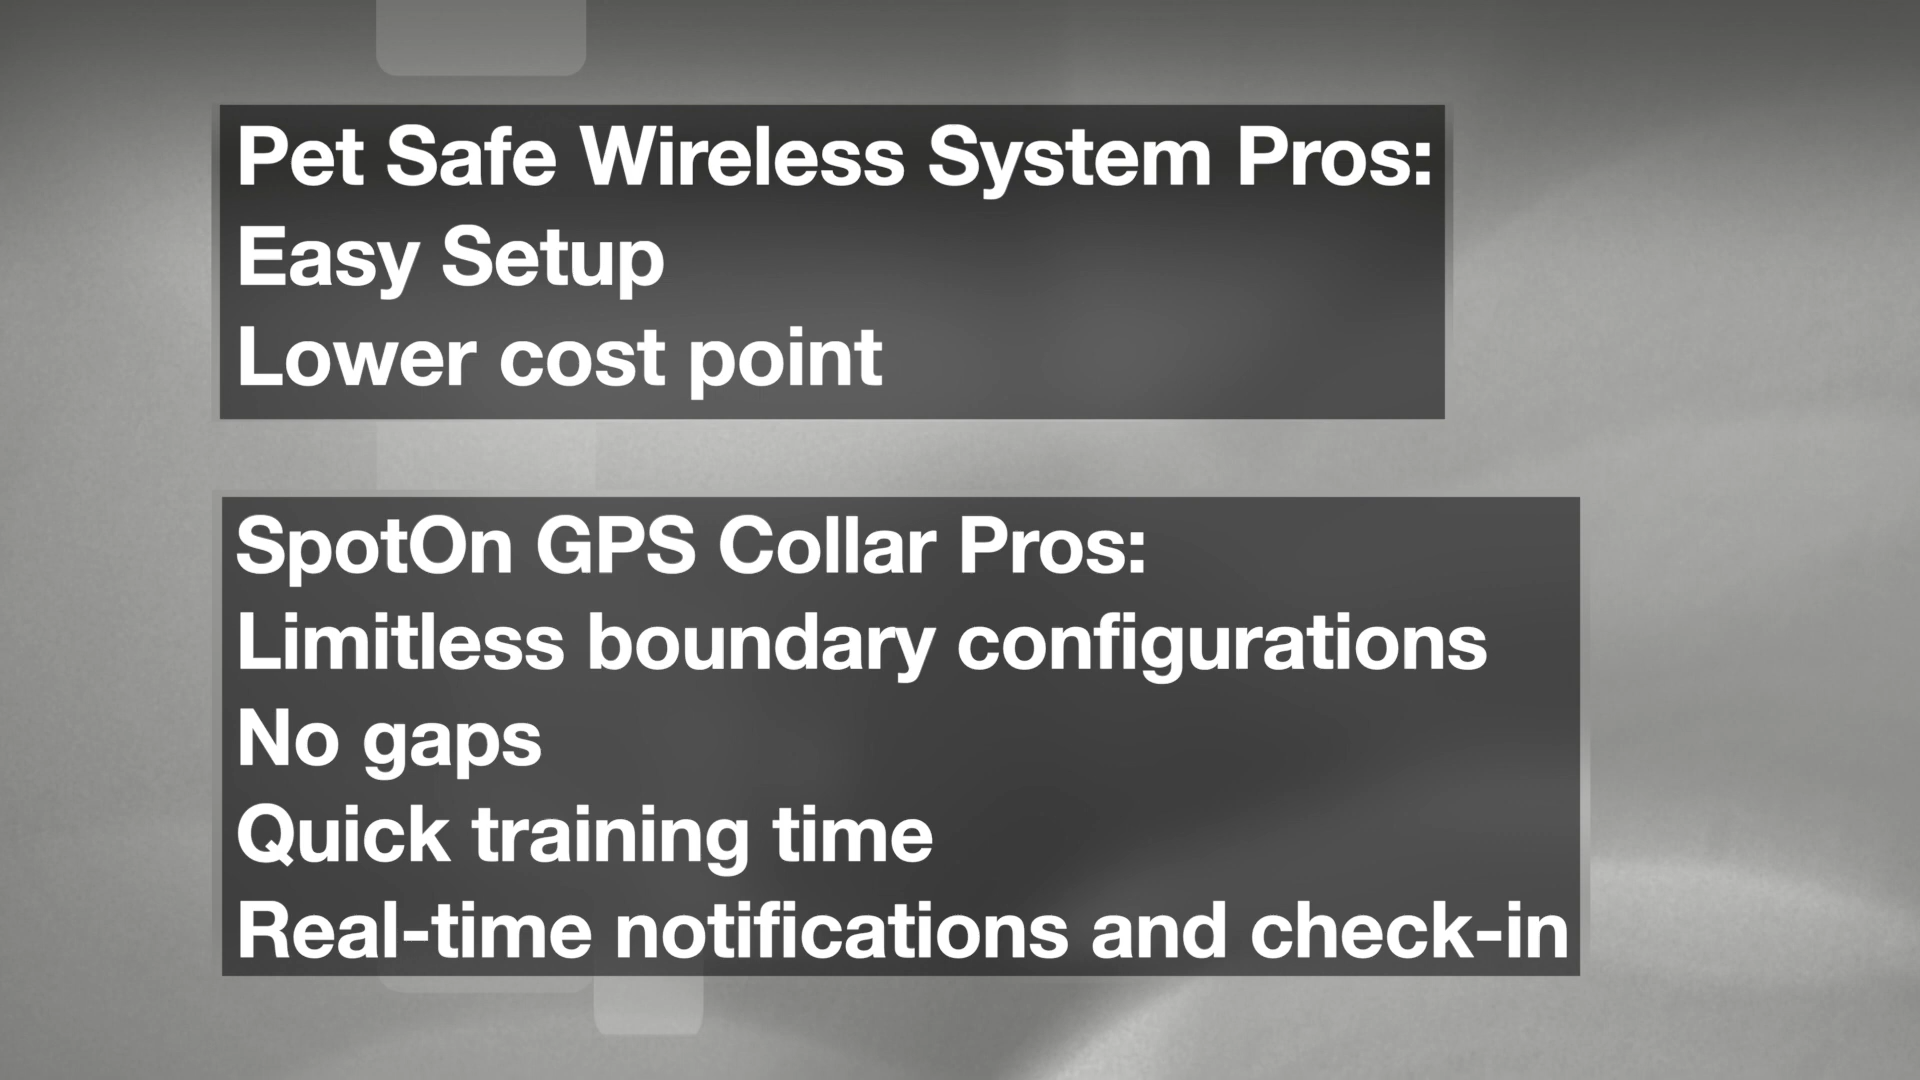 Pet Safe Wireless System Pros:
Easy Setup
Lower cost point
SpotOn GPS Collar Pros:
Limitless boundary configurations
No gaps
Quick training time
Real-time notifications and check-in